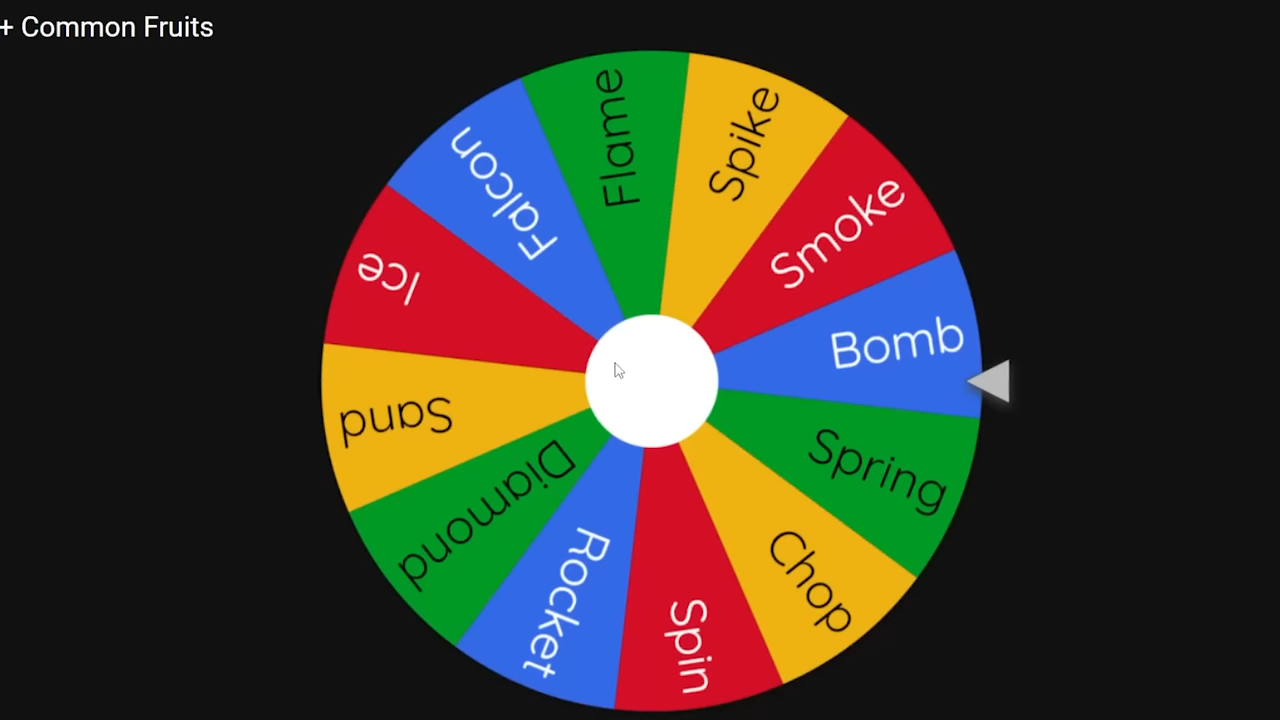 + Common Fruits
Flame
Spike
Smoke
Bomb
Spring
Chop
Spin
Rocket
Diamond
Sand
Ice
Falcon